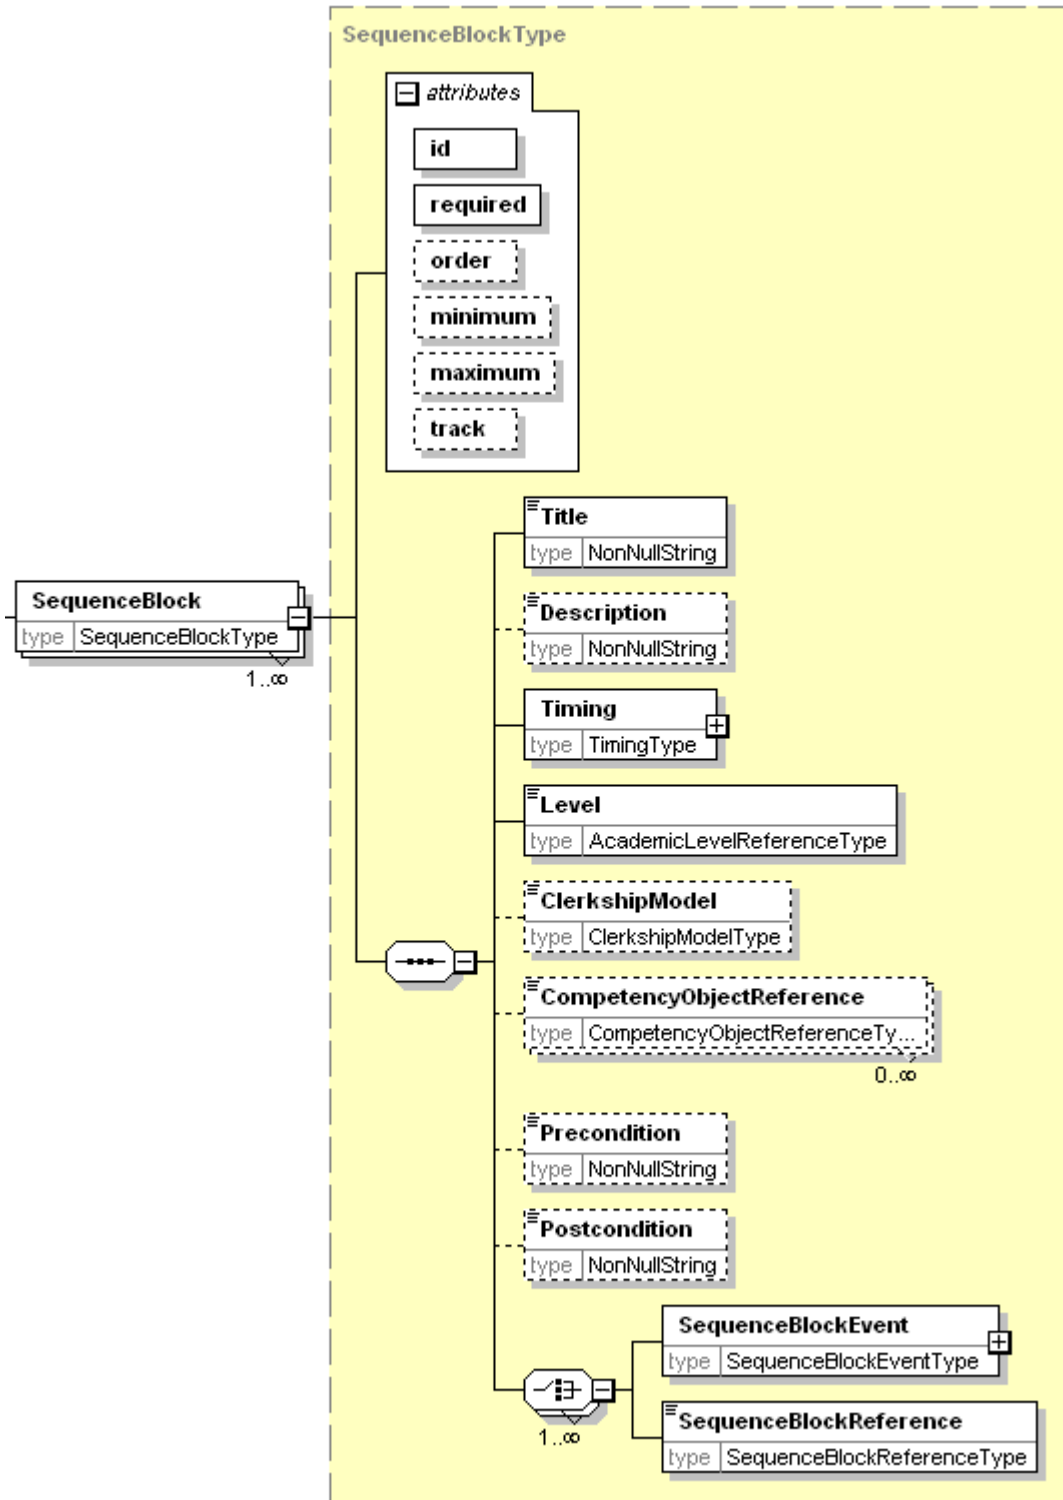 SequenceBlockType
attributes
id
required
order
minimum
maximum
track
Title
type NonNullString
Description
type NonNullString
SequenceBlock
type SequenceBlockType
1..∞
Timing
type TimingType
Level
type AcademicLevelReferenceType
ClerkshipModel
type ClerkshipModelType
CompetencyObjectReference
type CompetencyObjectReferenceTy...
0..∞
Precondition
type NonNullString
Postcondition
type NonNullString
SequenceBlockEvent
type SequenceBlockEventType
1..∞
SequenceBlockReference
type SequenceBlockReferenceType